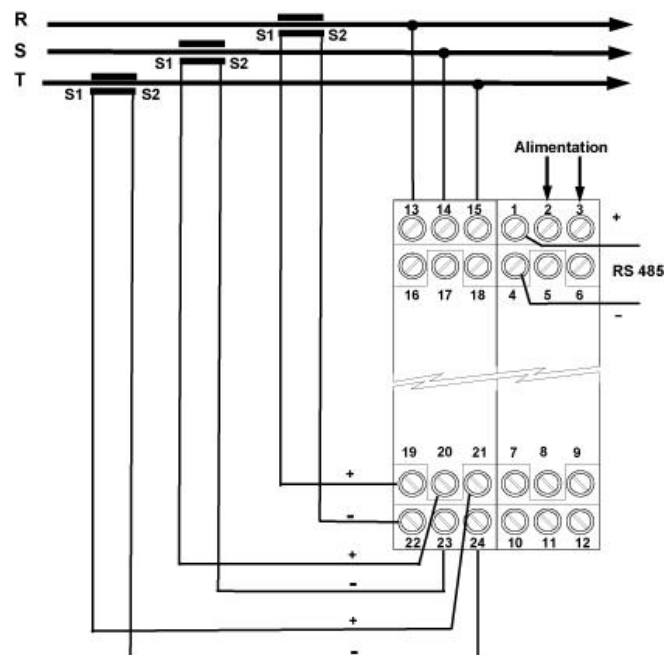 R
S1 S2
S
S1 S2
T
S1 S2
Alimentation
13 14 15 1 2 3
+
RS 485
16 17 18 4 5 6
–
19 20 21 7 8 9
+
–
22 23 24 10 11 12
+
–
+
–